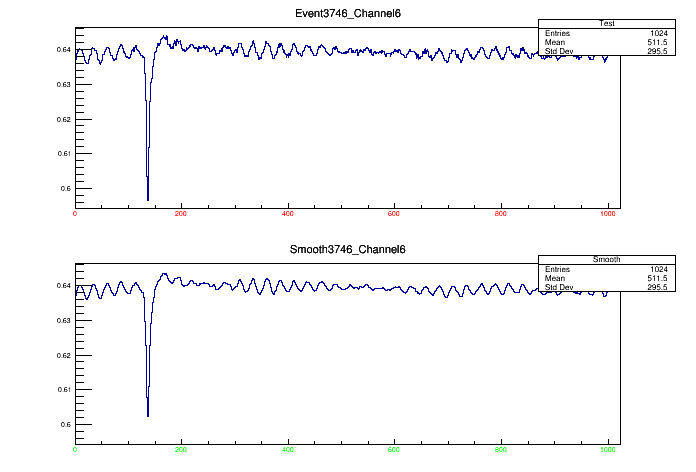 Event3746_Channel6
Test
Entries 1024
Mean 511.5
Std Dev 295.5
0.64
0.63
0.62
0.61
0.6
0 200 400 600 800 1000
Smooth3746_Channel6
Smooth
Entries 1024
Mean 511.5
Std Dev 295.5
0.64
0.63
0.62
0.61
0.6
0 200 400 600 800 1000